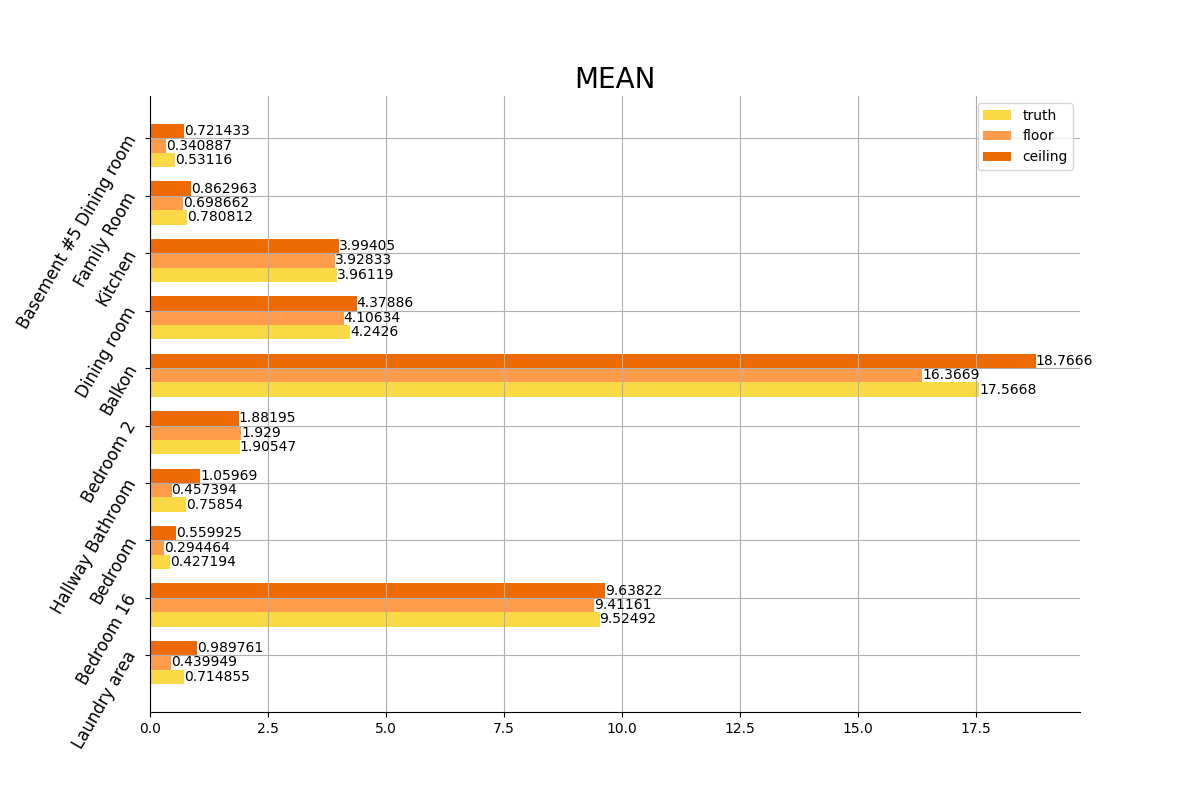 MEAN
truth
floor
ceiling
Basement #5 Dining room
0.721433
0.340887
0.53116
Family Room
0.862963
0.698662
0.780812
Kitchen
3.99405
3.92833
3.96119
Dining room
4.37886
4.10634
4.2426
Balkon
18.7666
16.3669
17.5668
Bedroom 2
1.88195
1.929
1.90547
Hallway Bathroom
1.05969
0.457394
0.75854
Bedroom
0.559925
0.294464
0.427194
Bedroom 16
9.63822
9.41161
9.52492
Laundry area
0.989761
0.439949
0.714855
0.0 2.5 5.0 7.5 10.0 12.5 15.0 17.5